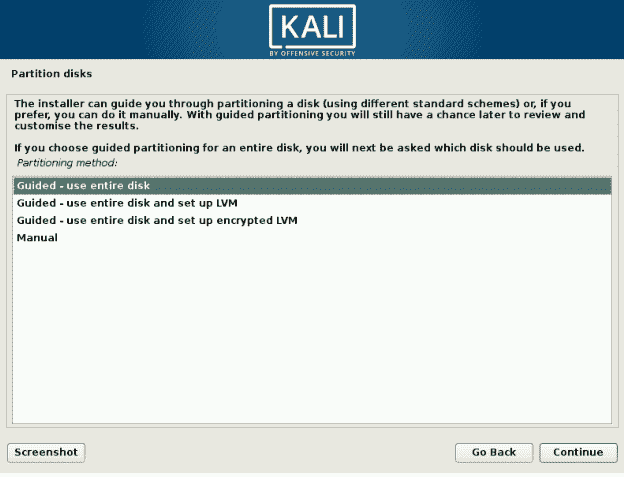 KALI
BY OFFENSIVE SECURITY
Partition disks
The installer can guide you through partitioning a disk (using different standard schemes) or, if you
prefer, you can do it manually. With guided partitioning you will still have a chance later to review and
customise the results.
If you choose guided partitioning for an entire disk, you will next be asked which disk should be used.
Partitioning method:
Guided - use entire disk
Guided - use entire disk and set up LVM
Guided - use entire disk and set up encrypted LVM
Manual
Screenshot
Go Back
Continue